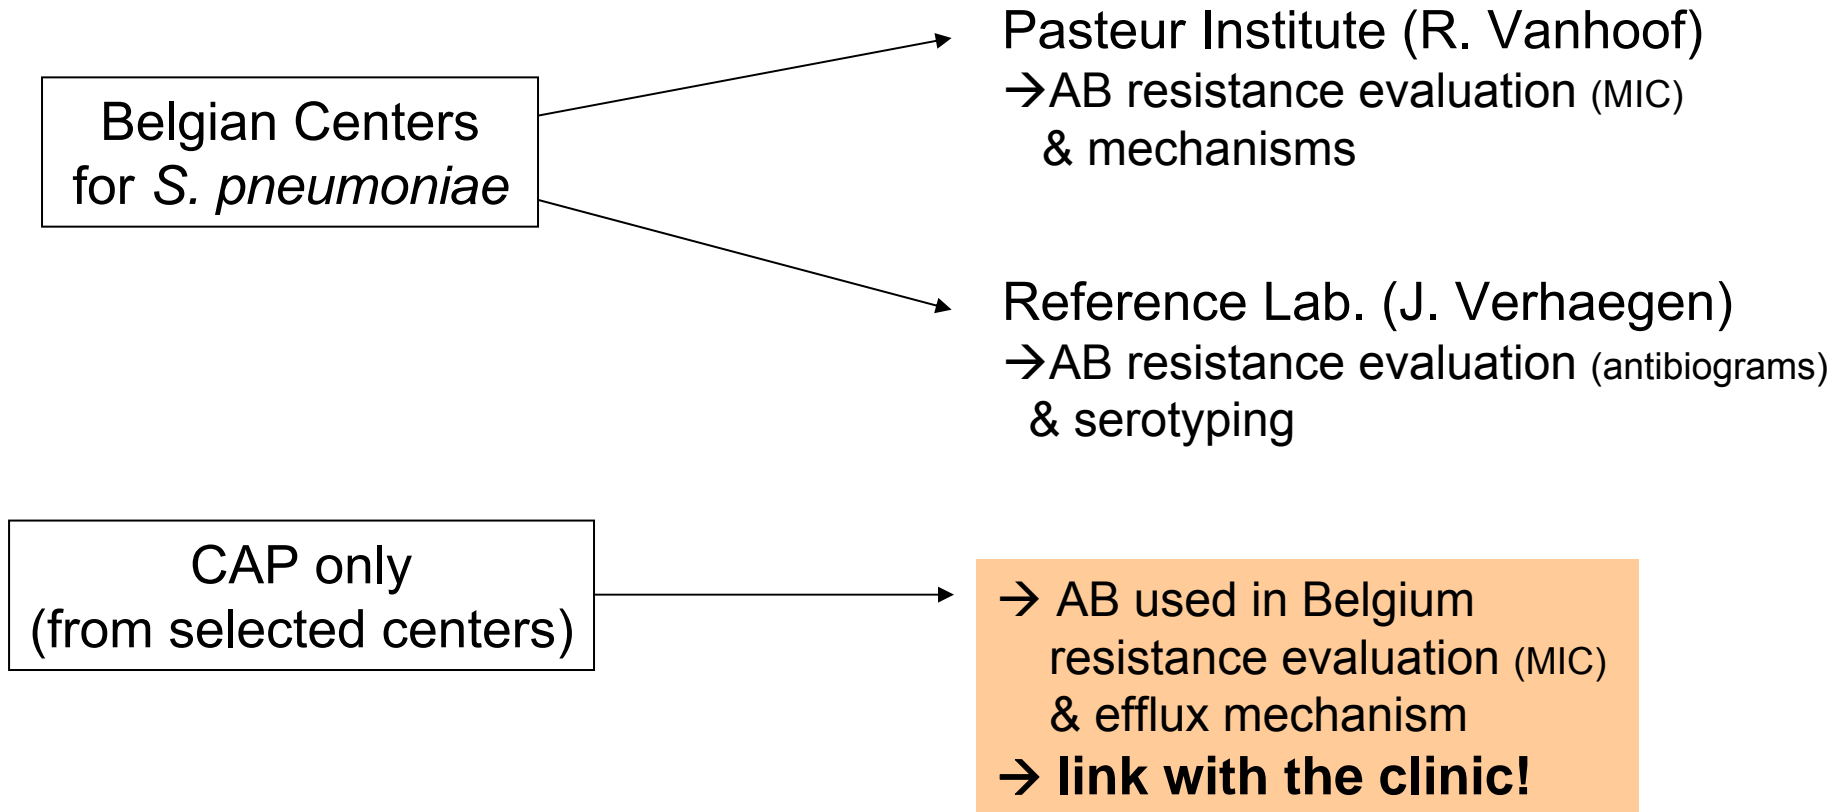 Belgian Centers
for S. pneumoniae
Pasteur Institute (R. Vanhoof)
→AB resistance evaluation (MIC)
& mechanisms
Reference Lab. (J. Verhaegen)
→AB resistance evaluation (antibiograms)
& serotyping
CAP only
(from selected centers)
→ AB used in Belgium
resistance evaluation (MIC)
& efflux mechanism
→ link with the clinic!